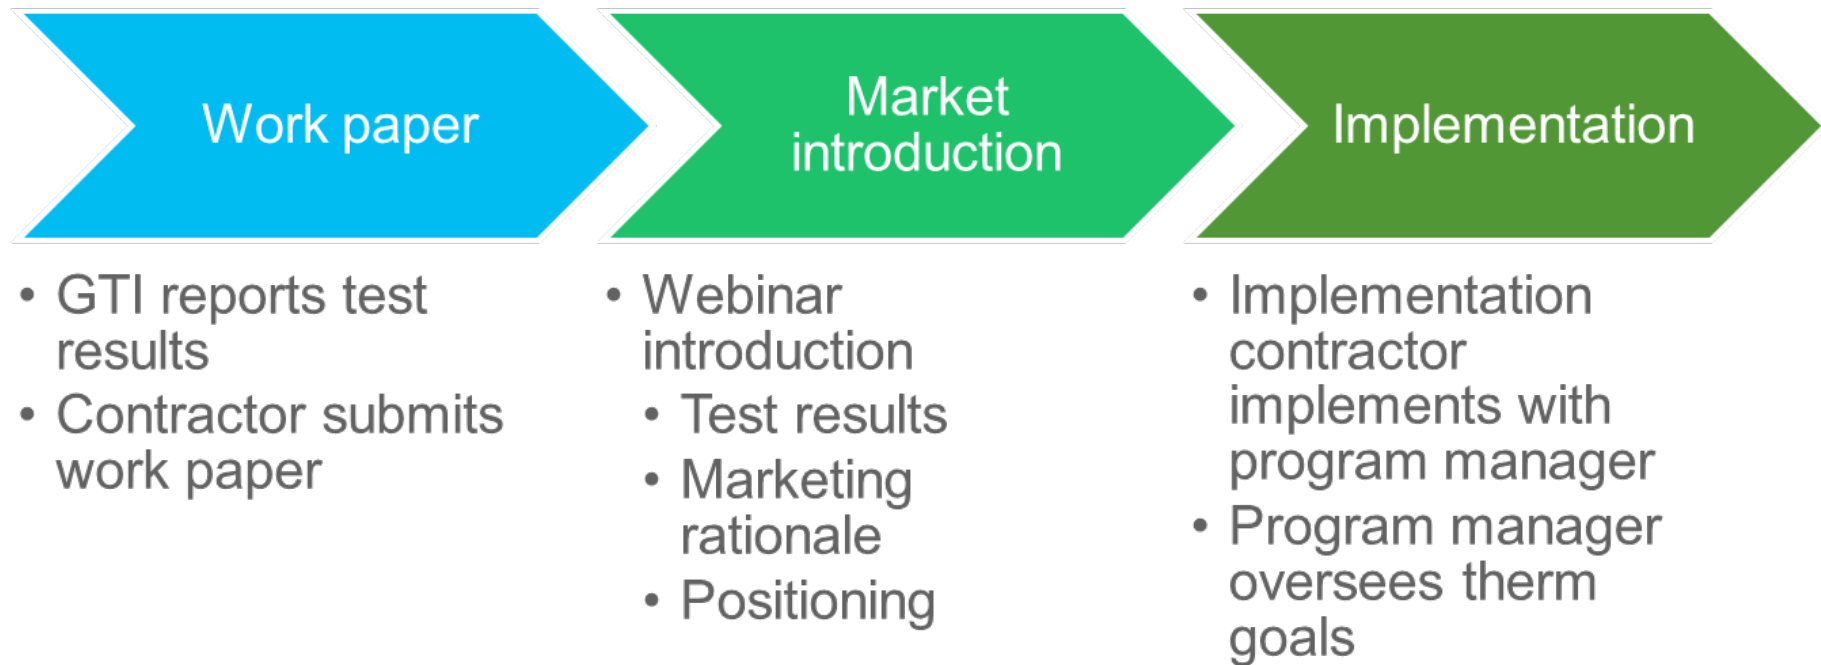 Work paper
• GTI reports test
results
• Contractor submits
work paper
Market
introduction
• Webinar
introduction
• Test results
• Marketing
rationale
• Positioning
Implementation
• Implementation
contractor
implements with
program manager
• Program manager
oversees therm
goals